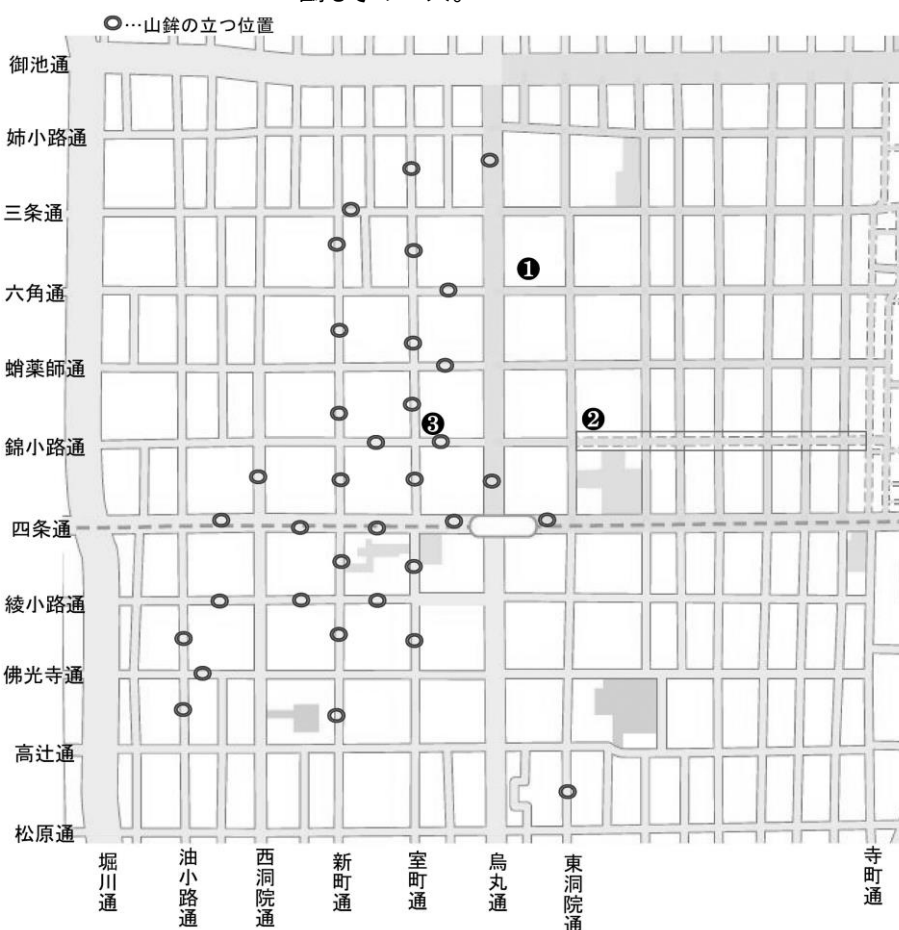 …山鉾の立つ位置
御池通
姉小路通
三条通
❶
六角通
蛸薬師通
❸
❷
錦小路通
四条通
綾小路通
佛光寺通
高辻通
松原通
堀川通
油小路通
西洞院通
新町通
室町通
烏丸通
東洞院通
寺町通